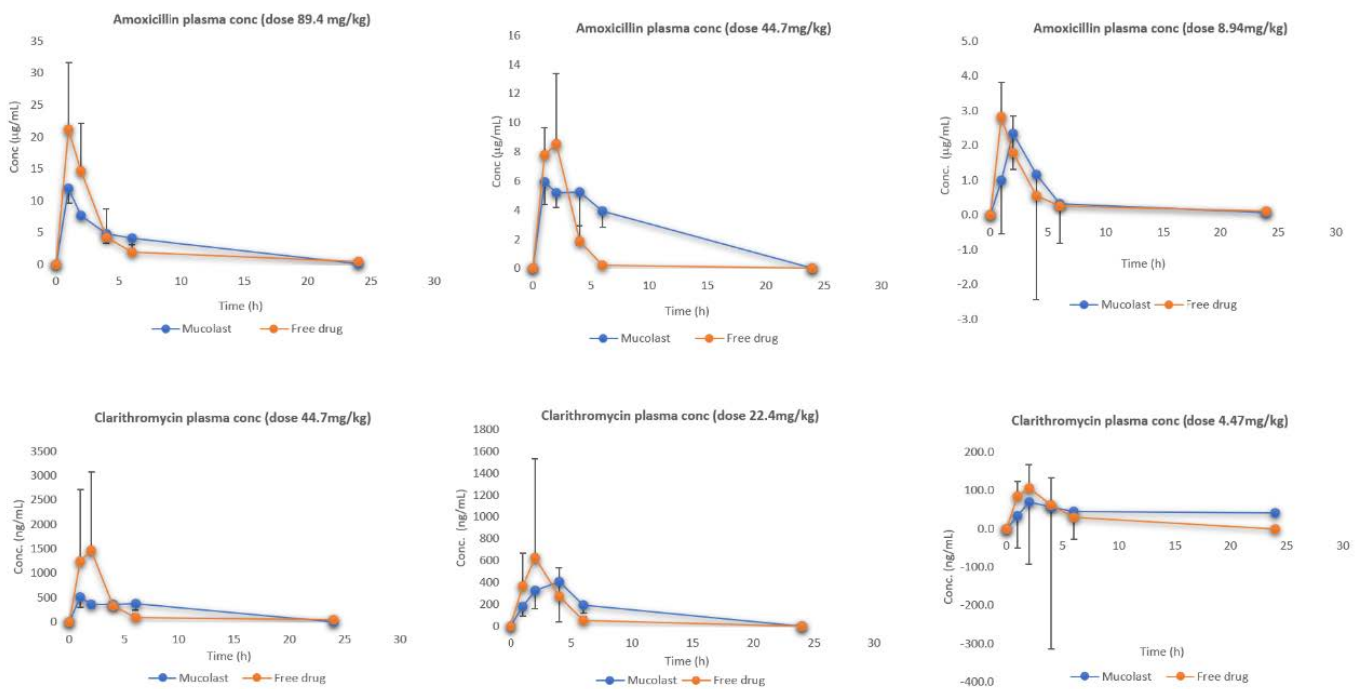 Amoxicillin plasma conc (dose 89.4 mg/kg)
35
30
25
20
15
10
5
0
Conc (µg/mL)
0 5 10 15 20 25 30
Time (h)
Mucolast Free drug
Amoxicillin plasma conc (dose 44.7mg/kg)
16
14
12
10
8
6
4
2
0
Conc (µg/mL)
0 5 10 15 20 25 30
Time (h)
Mucolast Free drug
Amoxicillin plasma conc (dose 8.94mg/kg)
5.0
4.0
3.0
2.0
1.0
0.0
-1.0
-2.0
-3.0
Conc. (µg/mL)
0 5 10 15 20 25 30
Time (h)
Mucolast Free drug
Clarithromycin plasma conc (dose 44.7mg/kg)
3500
3000
2500
2000
1500
1000
500
0
Conc. (ng/mL)
0 5 10 15 20 25 30
Time (h)
Mucolast Free drug
Clarithromycin plasma conc (dose 22.4mg/kg)
1800
1600
1400
1200
1000
800
600
400
200
0
Conc. (ng/mL)
0 5 10 15 20 25 30
Time (h)
Mucolast Free drug
Clarithromycin plasma conc (dose 4.47mg/kg)
200.0
100.0
0.0
-100.0
-200.0
-300.0
-400.0
Conc. (ng/mL)
0 5 10 15 20 25 30
Time (h)
Mucolast Free drug